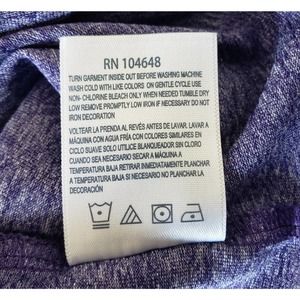 RN 104648
TURN GARMENT INSIDE OUT BEFORE WASHING MACHINE
WASH COLD WITH LIKE COLORS ON GENTLE CYCLE USE
NON- CHLORINE BLEACH ONLY WHEN NEEDED TUMBLE DRY
LOW REMOVE PROMPTLY LOW IRON IF NECESSARY DO NOT
IRON DECORATION
VOLTEAR LA PRENDA AL REVÉS ANTES DE LAVAR. LAVAR A
MÁQUINA CON AGUA FRÍA CON COLORES SIMILARES EN
CICLO SUAVE SOLO UTILICE BLANQUEADOR SIN CLORO
CUANDO SEA NECESARIO SECAR A MÁQUINA A
TEMPERATURA BAJA RETIRAR INMEDIATAMENTE PLANCHAR
A TEMPERATURA BAJA SI NECESARIO NO PLANCHAR LA
DECORACIÓN